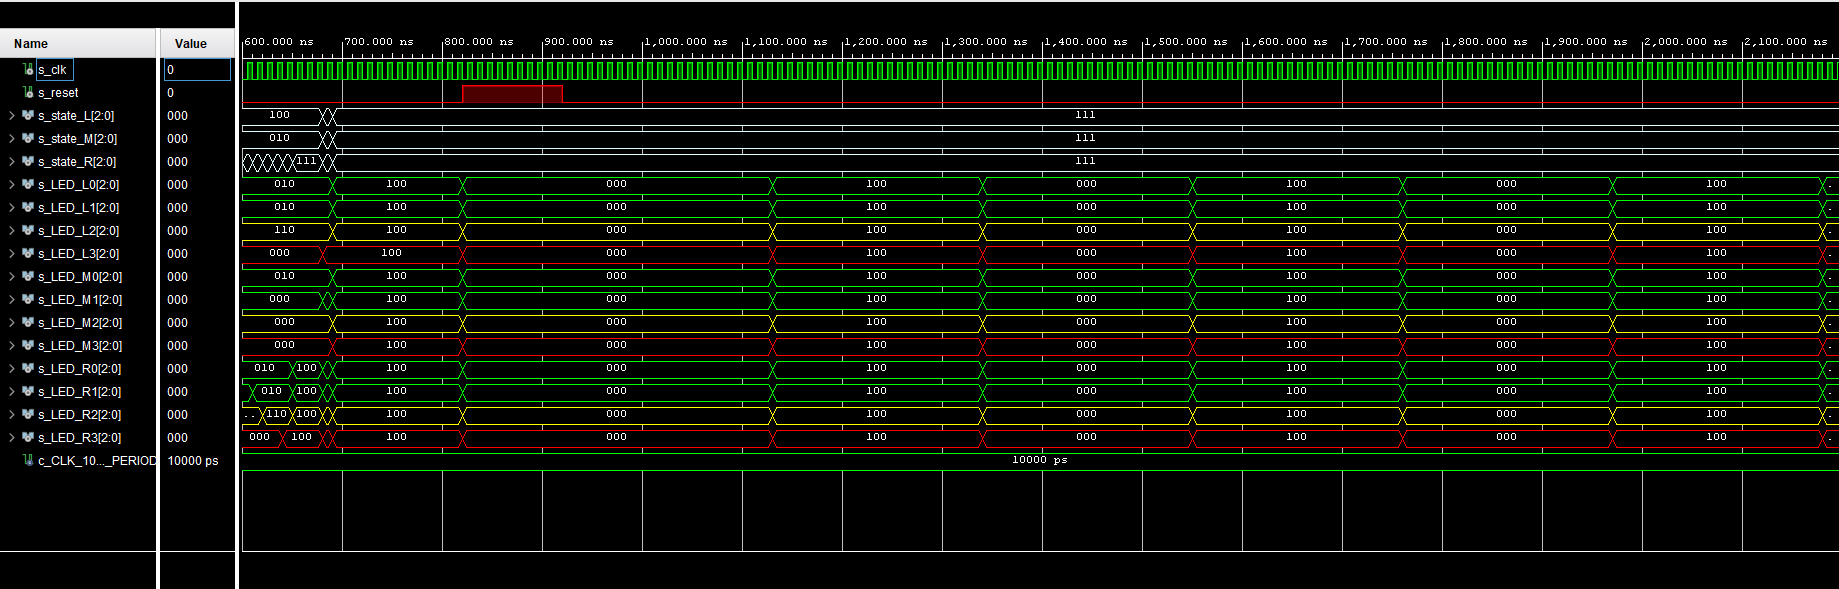 Name Value 600.000 ns 700.000 ns 800.000 ns 900.000 ns 1,000.000 ns 1,100.000 ns 1,200.000 ns 1,300.000 ns 1,400.000 ns 1,500.000 ns 1,600.000 ns 1,700.000 ns 1,800.000 ns 1,900.000 ns 2,000.000 ns 2,100.000 ns
s_clk 0
s_reset 0
s_state_L[2:0] 000 100 111
s_state_M[2:0] 000 010 111
s_state_R[2:0] 000 111 111
s_LED_L0[2:0] 000 010 100 000 100 000 100 000 100 .
s_LED_L1[2:0] 000 010 100 000 100 000 100 000 100 .
s_LED_L2[2:0] 000 110 100 000 100 000 100 000 100 .
s_LED_L3[2:0] 000 000 100 000 100 000 100 000 100 .
s_LED_M0[2:0] 000 010 100 000 100 000 100 000 100 .
s_LED_M1[2:0] 000 000 100 000 100 000 100 000 100 .
s_LED_M2[2:0] 000 000 100 000 100 000 100 000 100 .
s_LED_M3[2:0] 000 000 100 000 100 000 100 000 100 .
s_LED_R0[2:0] 000 010 100 100 000 100 000 100 000 100 .
s_LED_R1[2:0] 000 010 100 100 000 100 000 100 000 100 .
s_LED_R2[2:0] 000 .. 110 100 100 000 100 000 100 000 100 .
s_LED_R3[2:0] 000 000 100 100 000 100 000 100 000 100 .
c_CLK_10..._PERIOD 10000 ps 10000 ps